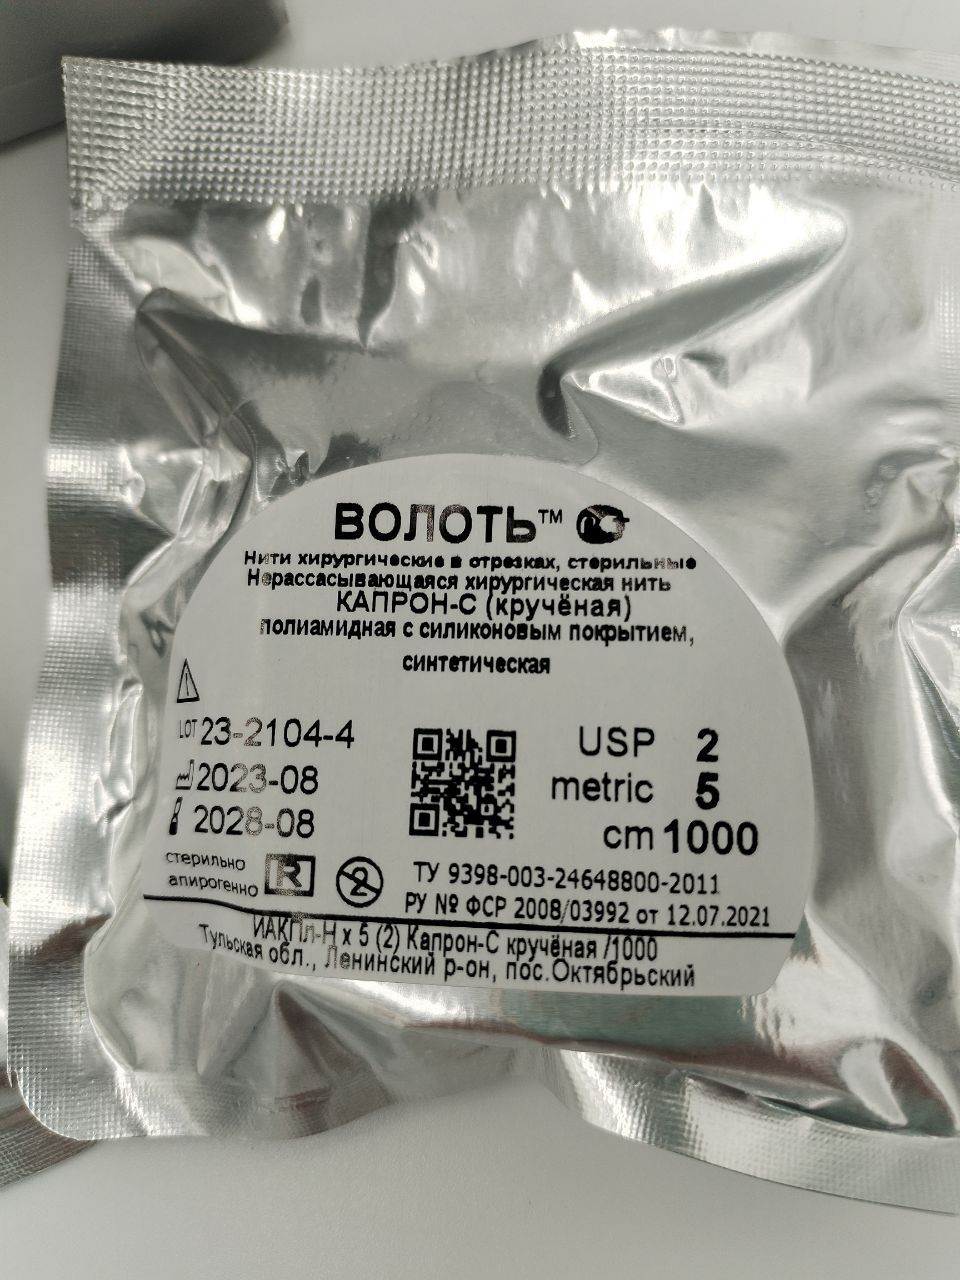 ВОЛОТЬ™
Нити хирургические в отрезках, стерильные
Нерассасывающаяся хирургическая нить
КАПРОН-С (кручёная)
полиамидная с силиконовым покрытием,
синтетическая
LOT 23-2104-4
2023-08
2028-08
USP 2
metric 5
cm 1000
стерильно
апирогенно
R
2
ТУ 9398-003-24648800-2011
РУ № ФСР 2008/03992 от 12.07.2021
ИАКПл-Н х 5 (2) Капрон-С кручёная /1000
Тульская обл., Ленинский р-он, пос.Октябрьский